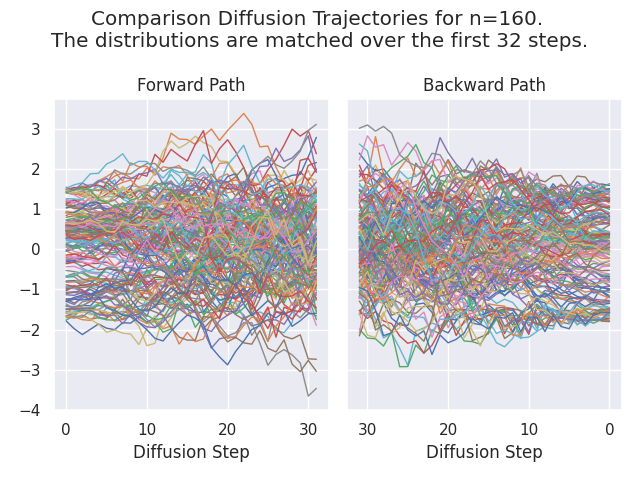 Comparison Diffusion Trajectories for n=160.
The distributions are matched over the first 32 steps.
Forward Path
Backward Path
3
2
1
0
−1
−2
−3
−4
0 10 20 30
30 20 10 0
Diffusion Step
Diffusion Step